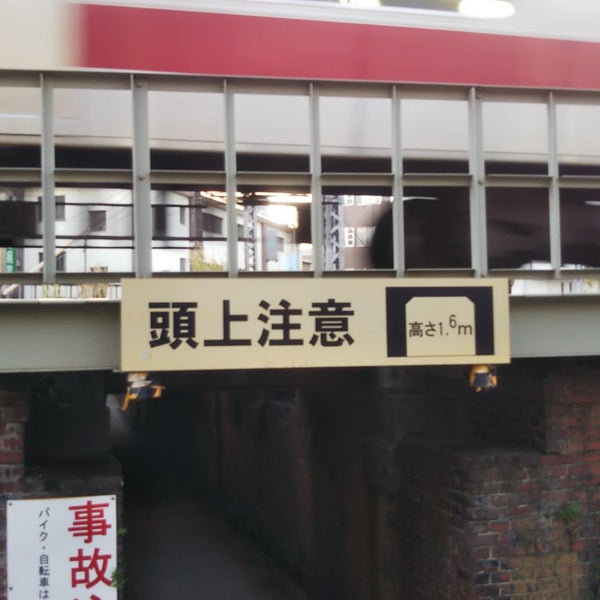 頭上注意
高さ1.6m
事故
バイク・自転車は